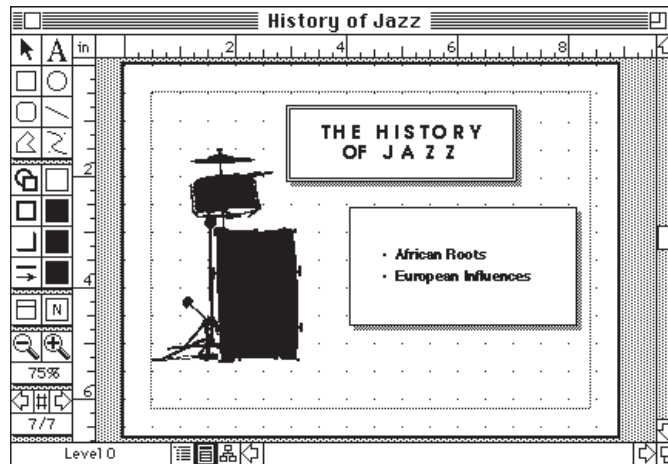 History of Jazz
A in 2 4 6 8
THE HISTORY
OF JAZZ
2
• African Roots
• European Influences
4
N
75%
6
#
7/7
Level 0